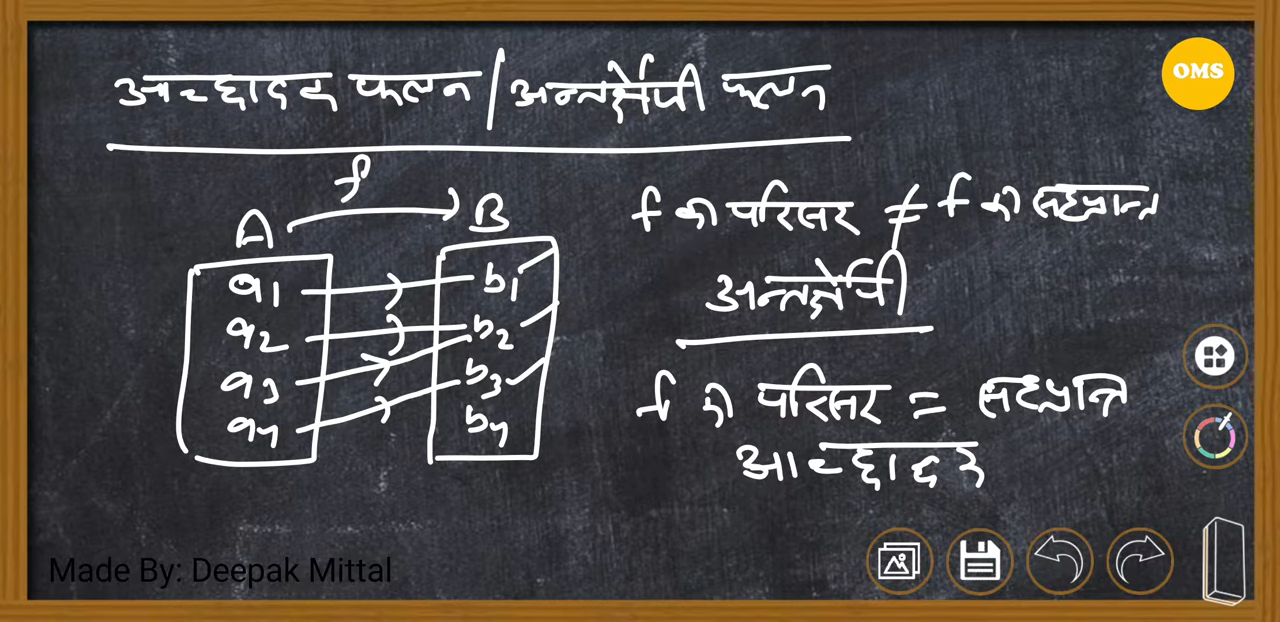 आच्छादक फलन / अन्तर्क्षेपी फलन
OMS
f
A B
a1 b1
a2 b2
a3 b3
a4 b4
f का परिसर ≠ f का सहप्रान्त
अन्तक्षेपी
f का परिसर = सहप्रान्त
आच्छादक
Made By: Deepak Mittal